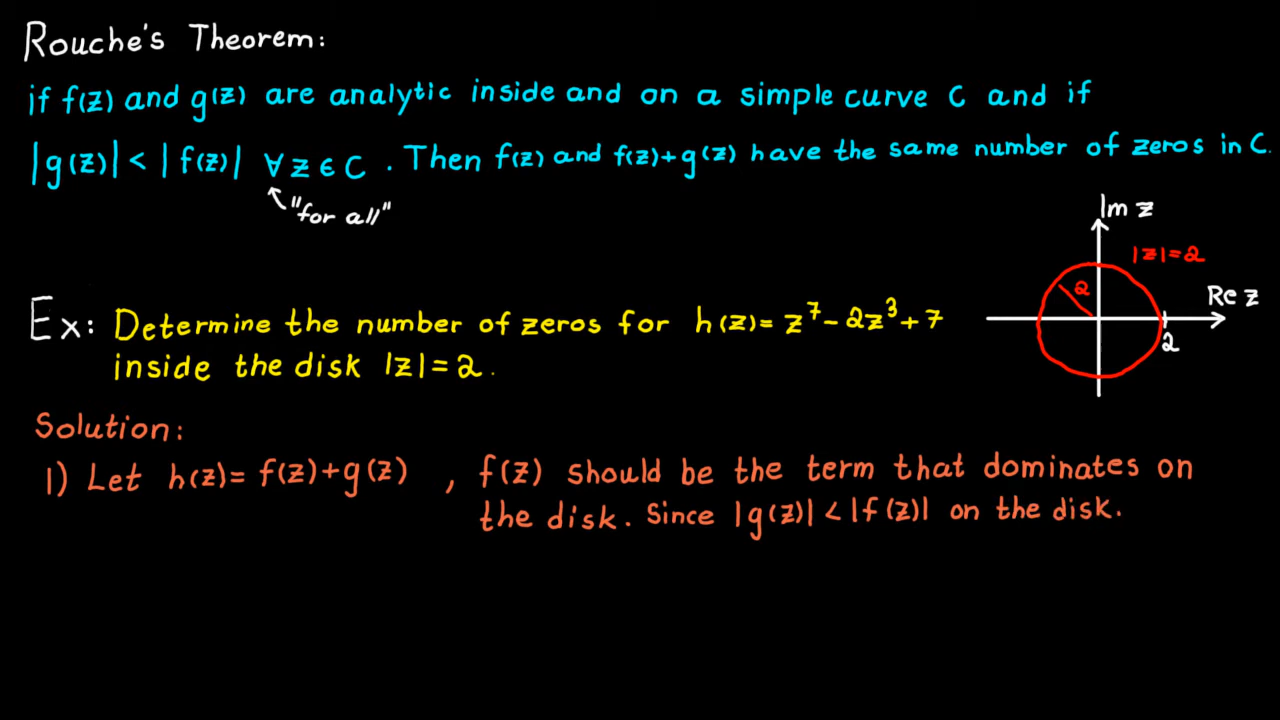 Rouche's Theorem:
if f(z) and g(z) are analytic inside and on a simple curve C and if
|g(z)| < |f(z)| ∀ z ϵ C . Then f(z) and f(z)+g(z) have the same number of zeros in C.
"for all"
Im z
|z|=2
2
Re z
2
Ex: Determine the number of zeros for h(z)= z⁷ - 2z³ + 7
inside the disk |z| = 2 .
Solution:
1) Let h(z)= f(z)+g(z) , f(z) should be the term that dominates on
the disk. Since |g(z)| < |f(z)| on the disk.